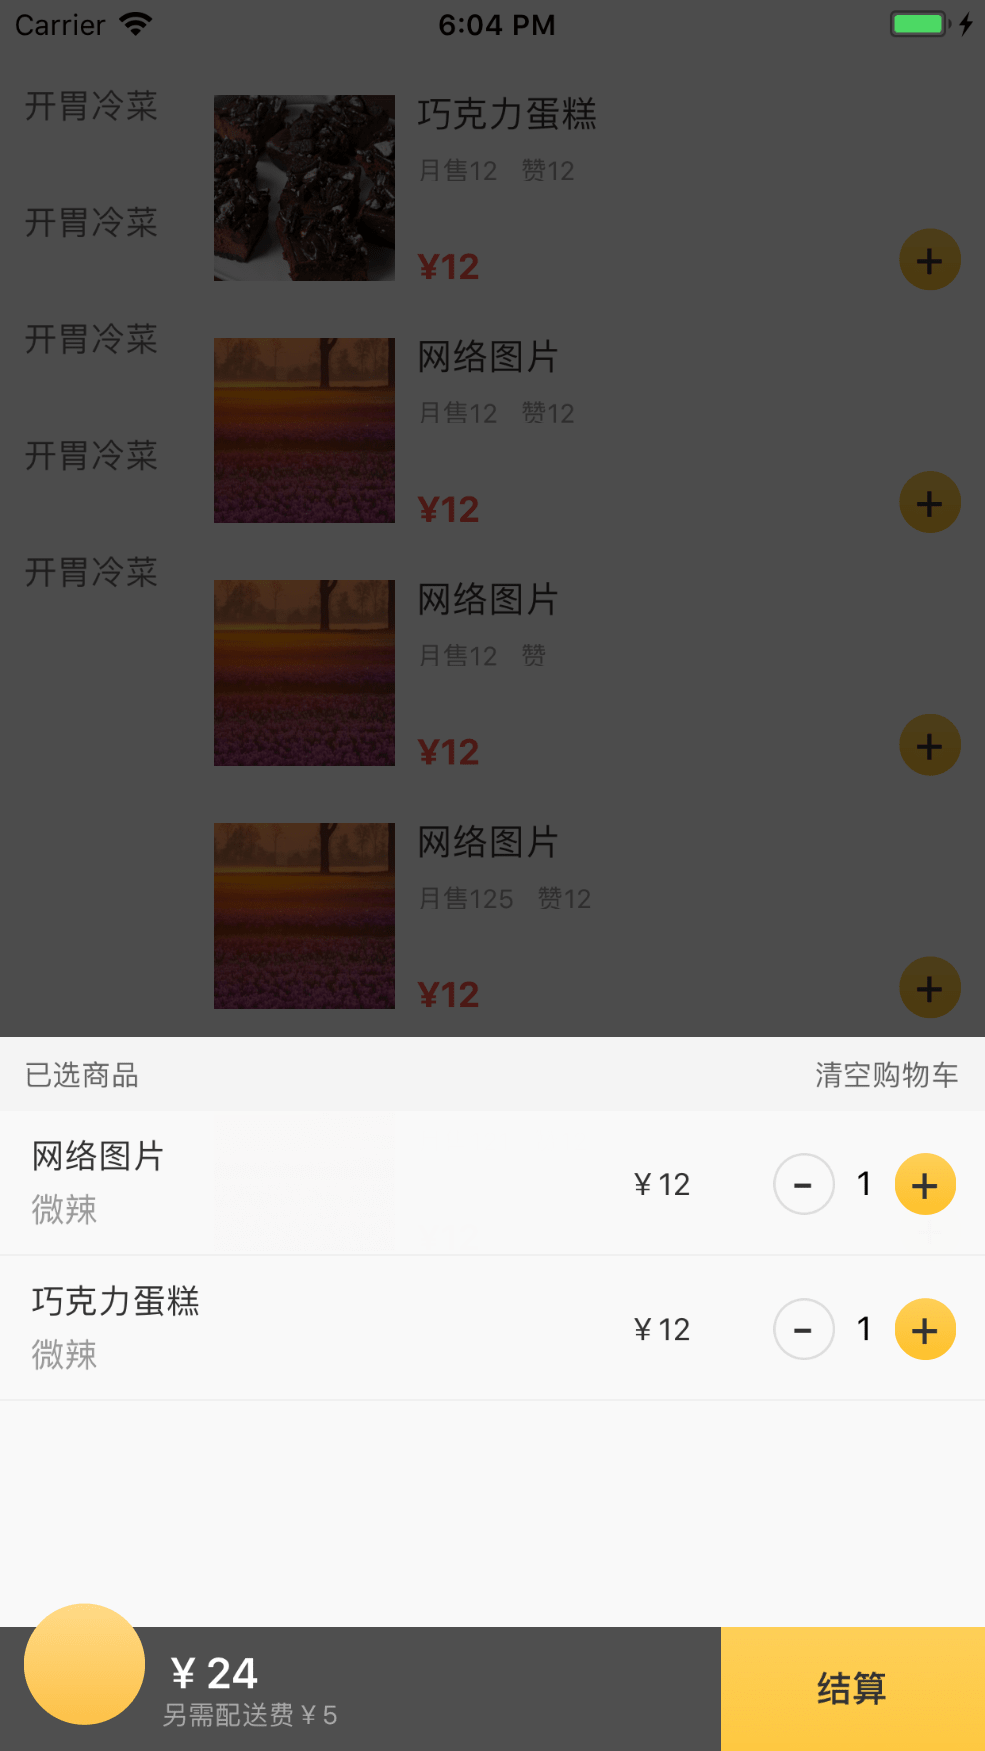 Carrier 6:04 PM
开胃冷菜
开胃冷菜
开胃冷菜
开胃冷菜
开胃冷菜
巧克力蛋糕
月售12 赞12
¥12
+
网络图片
月售12 赞12
¥12
+
网络图片
月售12 赞
¥12
+
网络图片
月售125 赞12
¥12
+
已选商品 清空购物车
网络图片
微辣
¥12 - 1 +
巧克力蛋糕
微辣
¥12 - 1 +
¥24
另需配送费¥5
结算